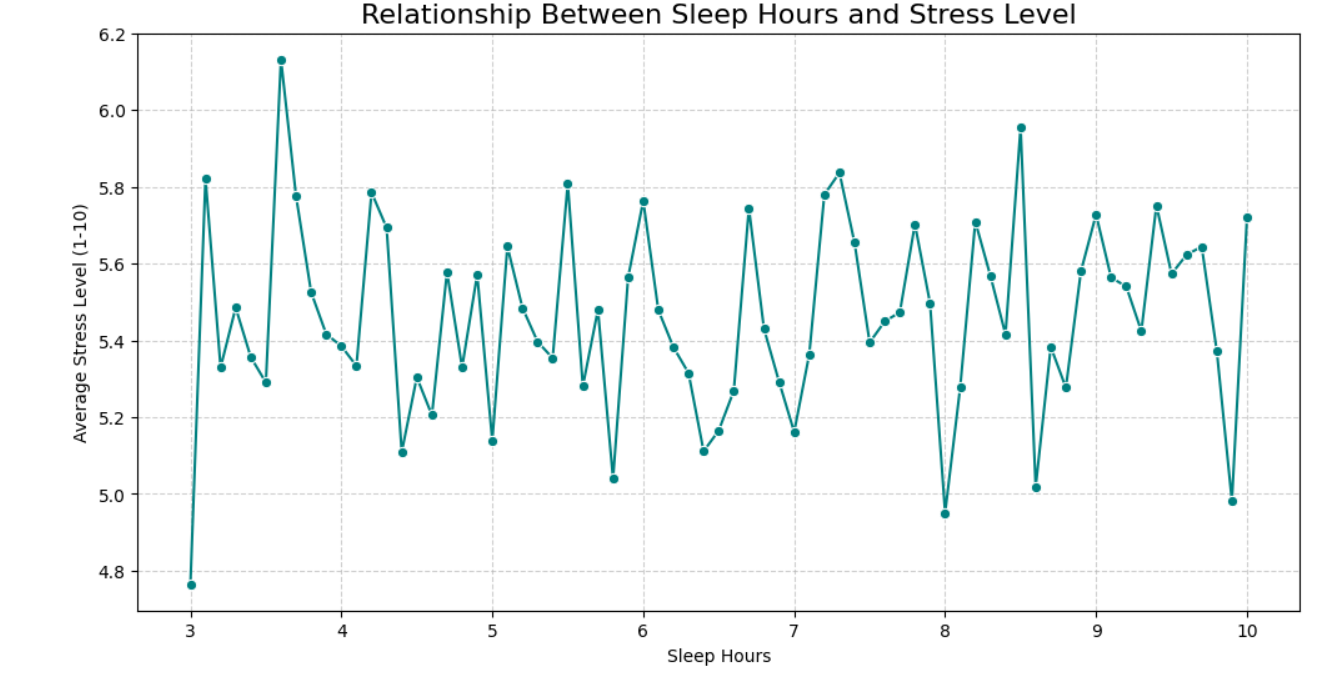 Relationship Between Sleep Hours and Stress Level
6.2
6.0
5.8
5.6
5.4
5.2
5.0
4.8
Average Stress Level (1-10)
3 4 5 6 7 8 9 10
Sleep Hours